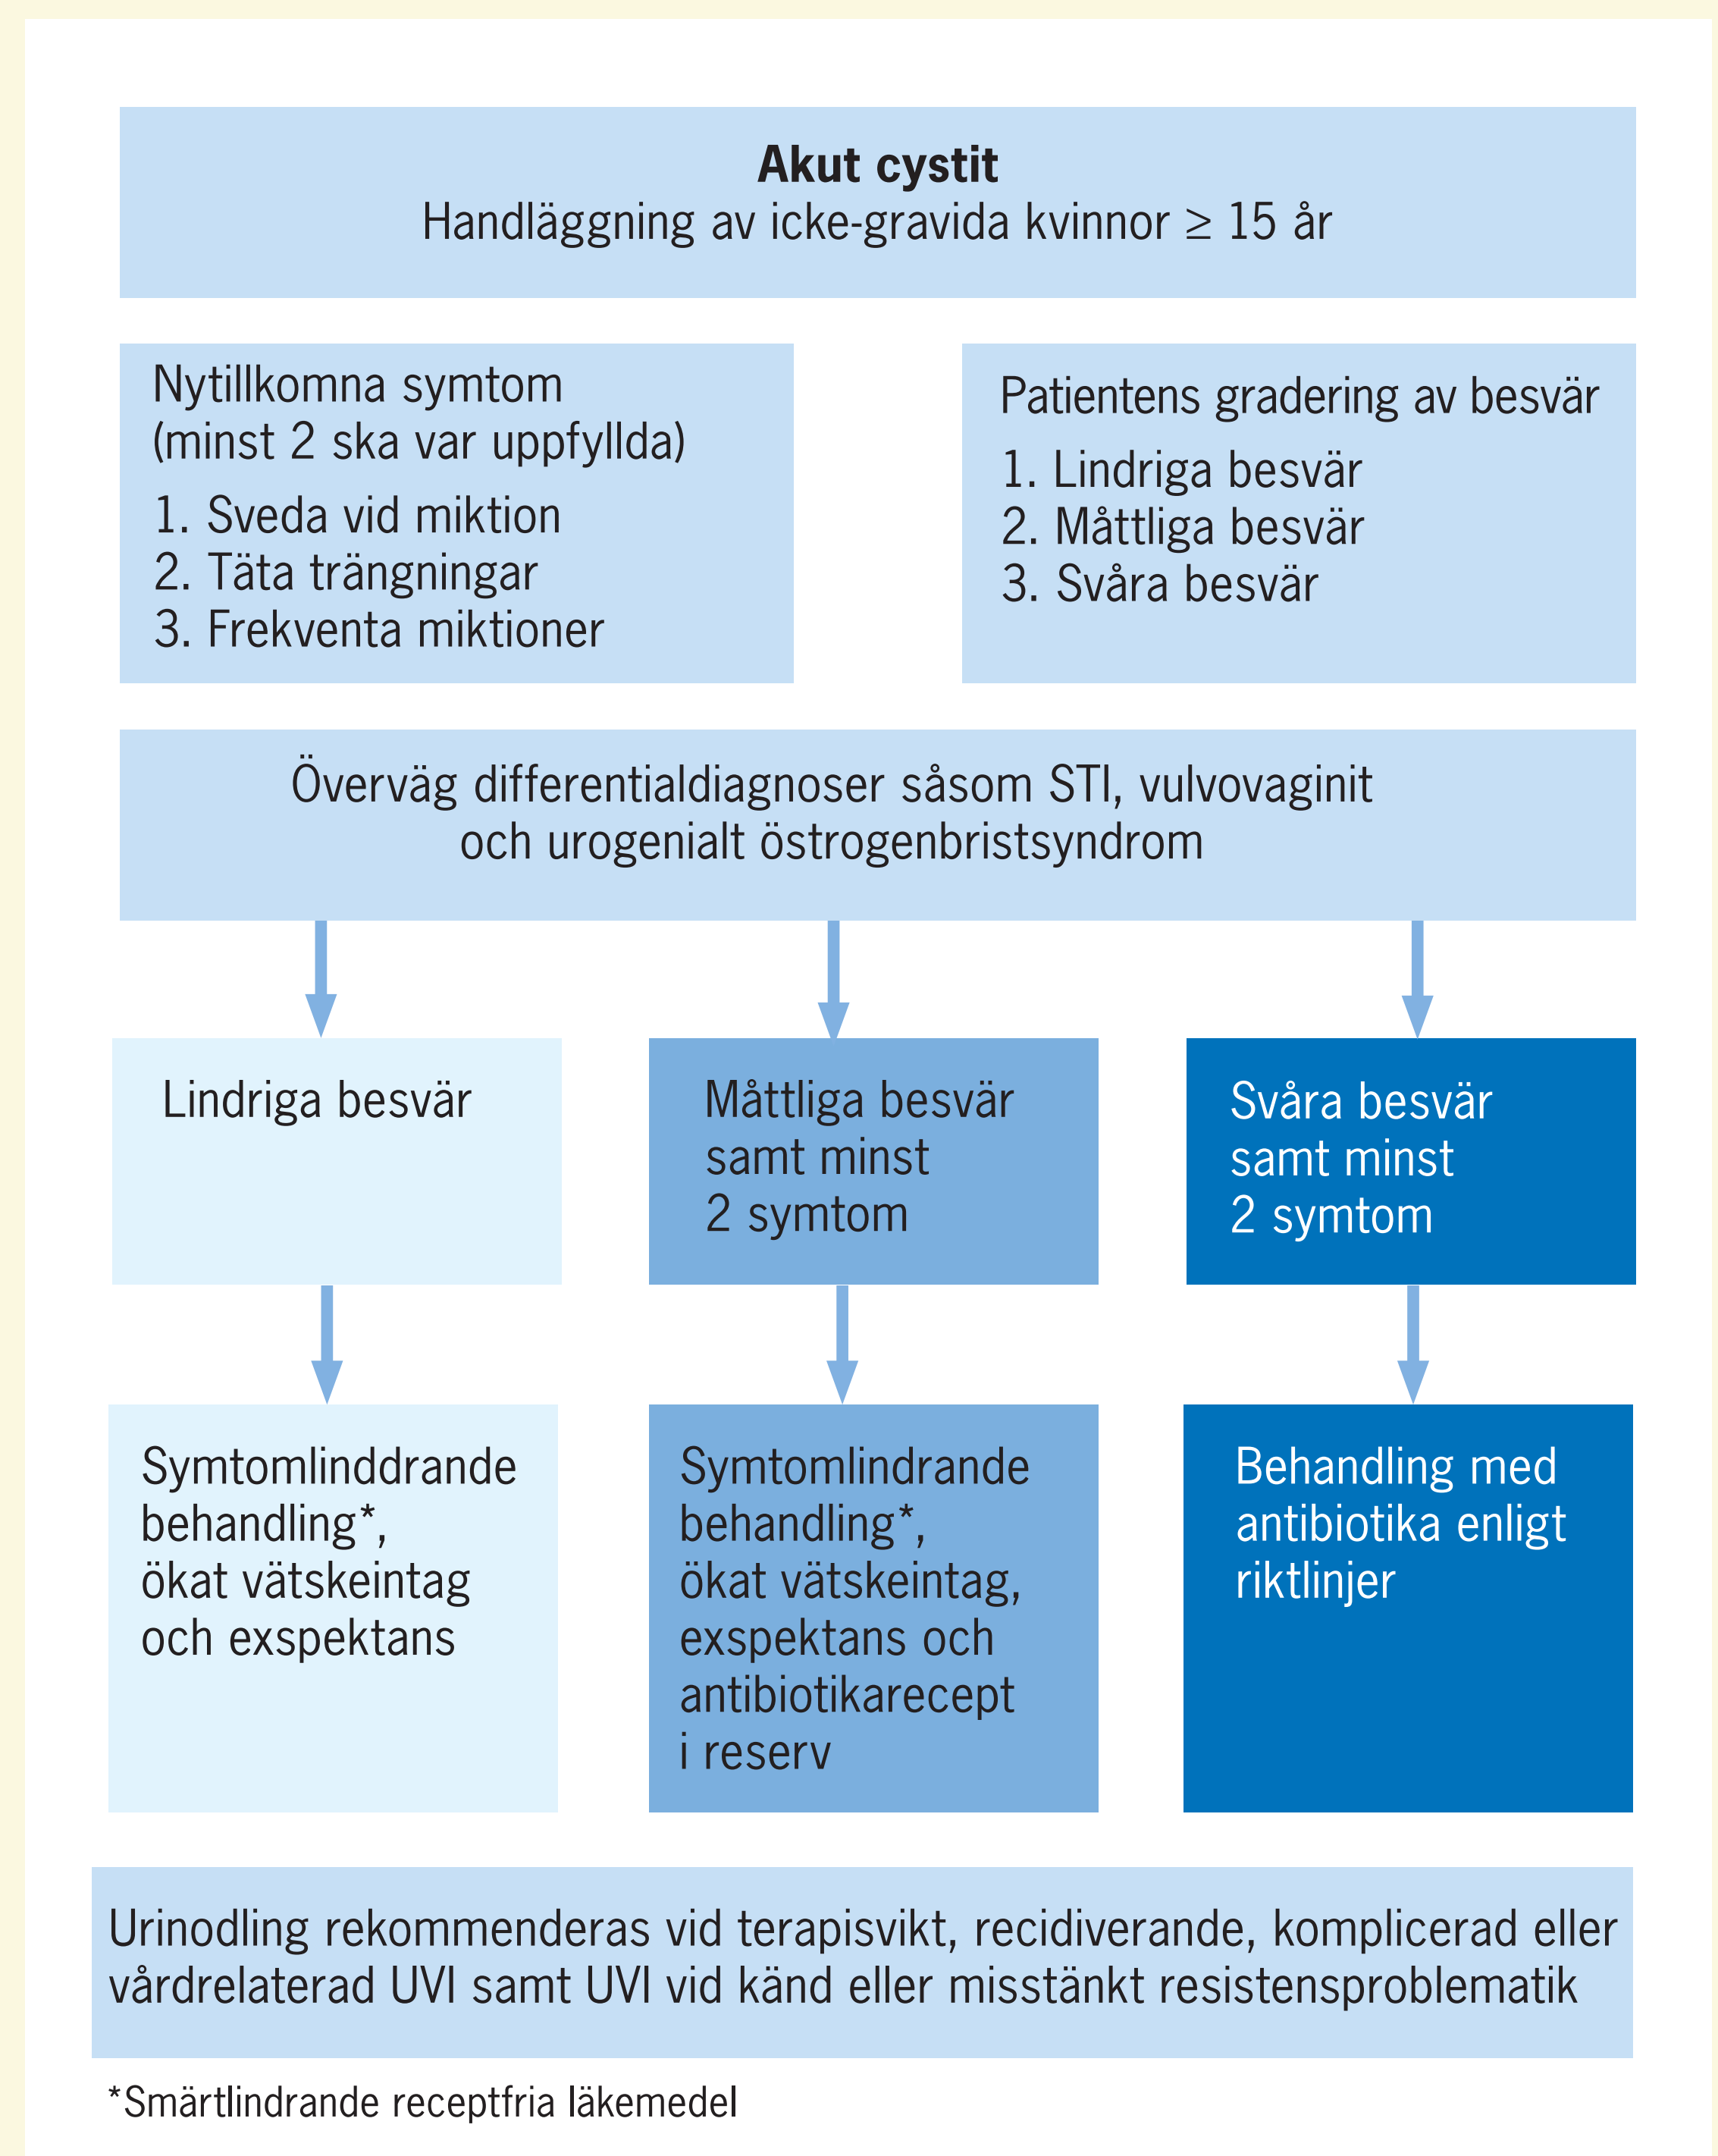 Akut cystit
Handläggning av icke-gravida kvinnor ≥ 15 år
Nytillkomna symtom
(minst 2 ska var uppfyllda)
1. Sveda vid miktion
2. Täta trängningar
3. Frekventa miktioner
Patientens gradering av besvär
1. Lindriga besvär
2. Måttliga besvär
3. Svåra besvär
Överväg differentialdiagnoser såsom STI, vulvovaginit
och urogenialt östrogenbristsyndrom
Lindriga besvär
Måttliga besvär
samt minst
2 symtom
Svåra besvär
samt minst
2 symtom
Symtomlinddrande
behandling*,
ökat vätskeintag
och exspektans
Symtomlindrande
behandling*,
ökat vätskeintag,
exspektans och
antibiotikarecept
i reserv
Behandling med
antibiotika enligt
riktlinjer
Urinodling rekommenderas vid terapisvikt, recidiverande, komplicerad eller
vårdrelaterad UVI samt UVI vid känd eller misstänkt resistensproblematik
*Smärtlindrande receptfria läkemedel